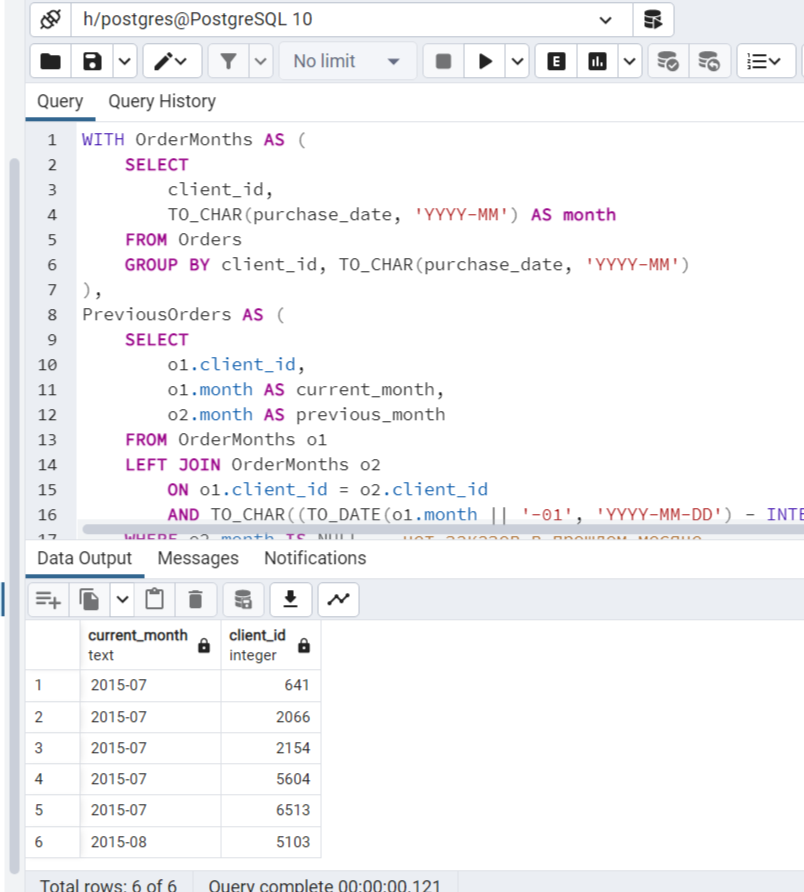 h/postgres@PostgreSQL 10
No limit
E
Query Query History
1 WITH OrderMonths AS (
2 SELECT
3 client_id,
4 TO_CHAR(purchase_date, 'YYYY-MM') AS month
5 FROM Orders
6 GROUP BY client_id, TO_CHAR(purchase_date, 'YYYY-MM')
7 ),
8 PreviousOrders AS (
9 SELECT
10 o1.client_id,
11 o1.month AS current_month,
12 o2.month AS previous_month
13 FROM OrderMonths o1
14 LEFT JOIN OrderMonths o2
15 ON o1.client_id = o2.client_id
16 AND TO_CHAR((TO_DATE(o1.month || '-01', 'YYYY-MM-DD') - INTE
17 WHERE o2.month IS NULL -- нет заказов в прошлом месяце
Data Output Messages Notifications
current_month client_id
text integer
1 2015-07 641
2 2015-07 2066
3 2015-07 2154
4 2015-07 5604
5 2015-07 6513
6 2015-08 5103
Total rows: 6 of 6 Query complete 00:00:00.121